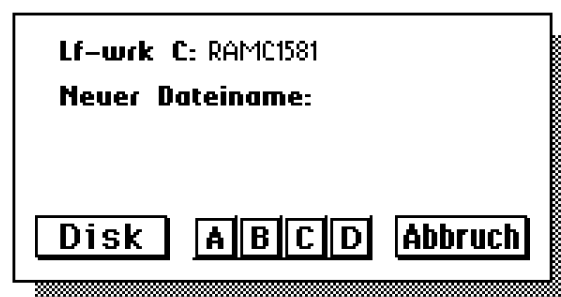 Lf-wrk C: RAMC1581
Neuer Dateiname:
Disk A B C D Abbruch